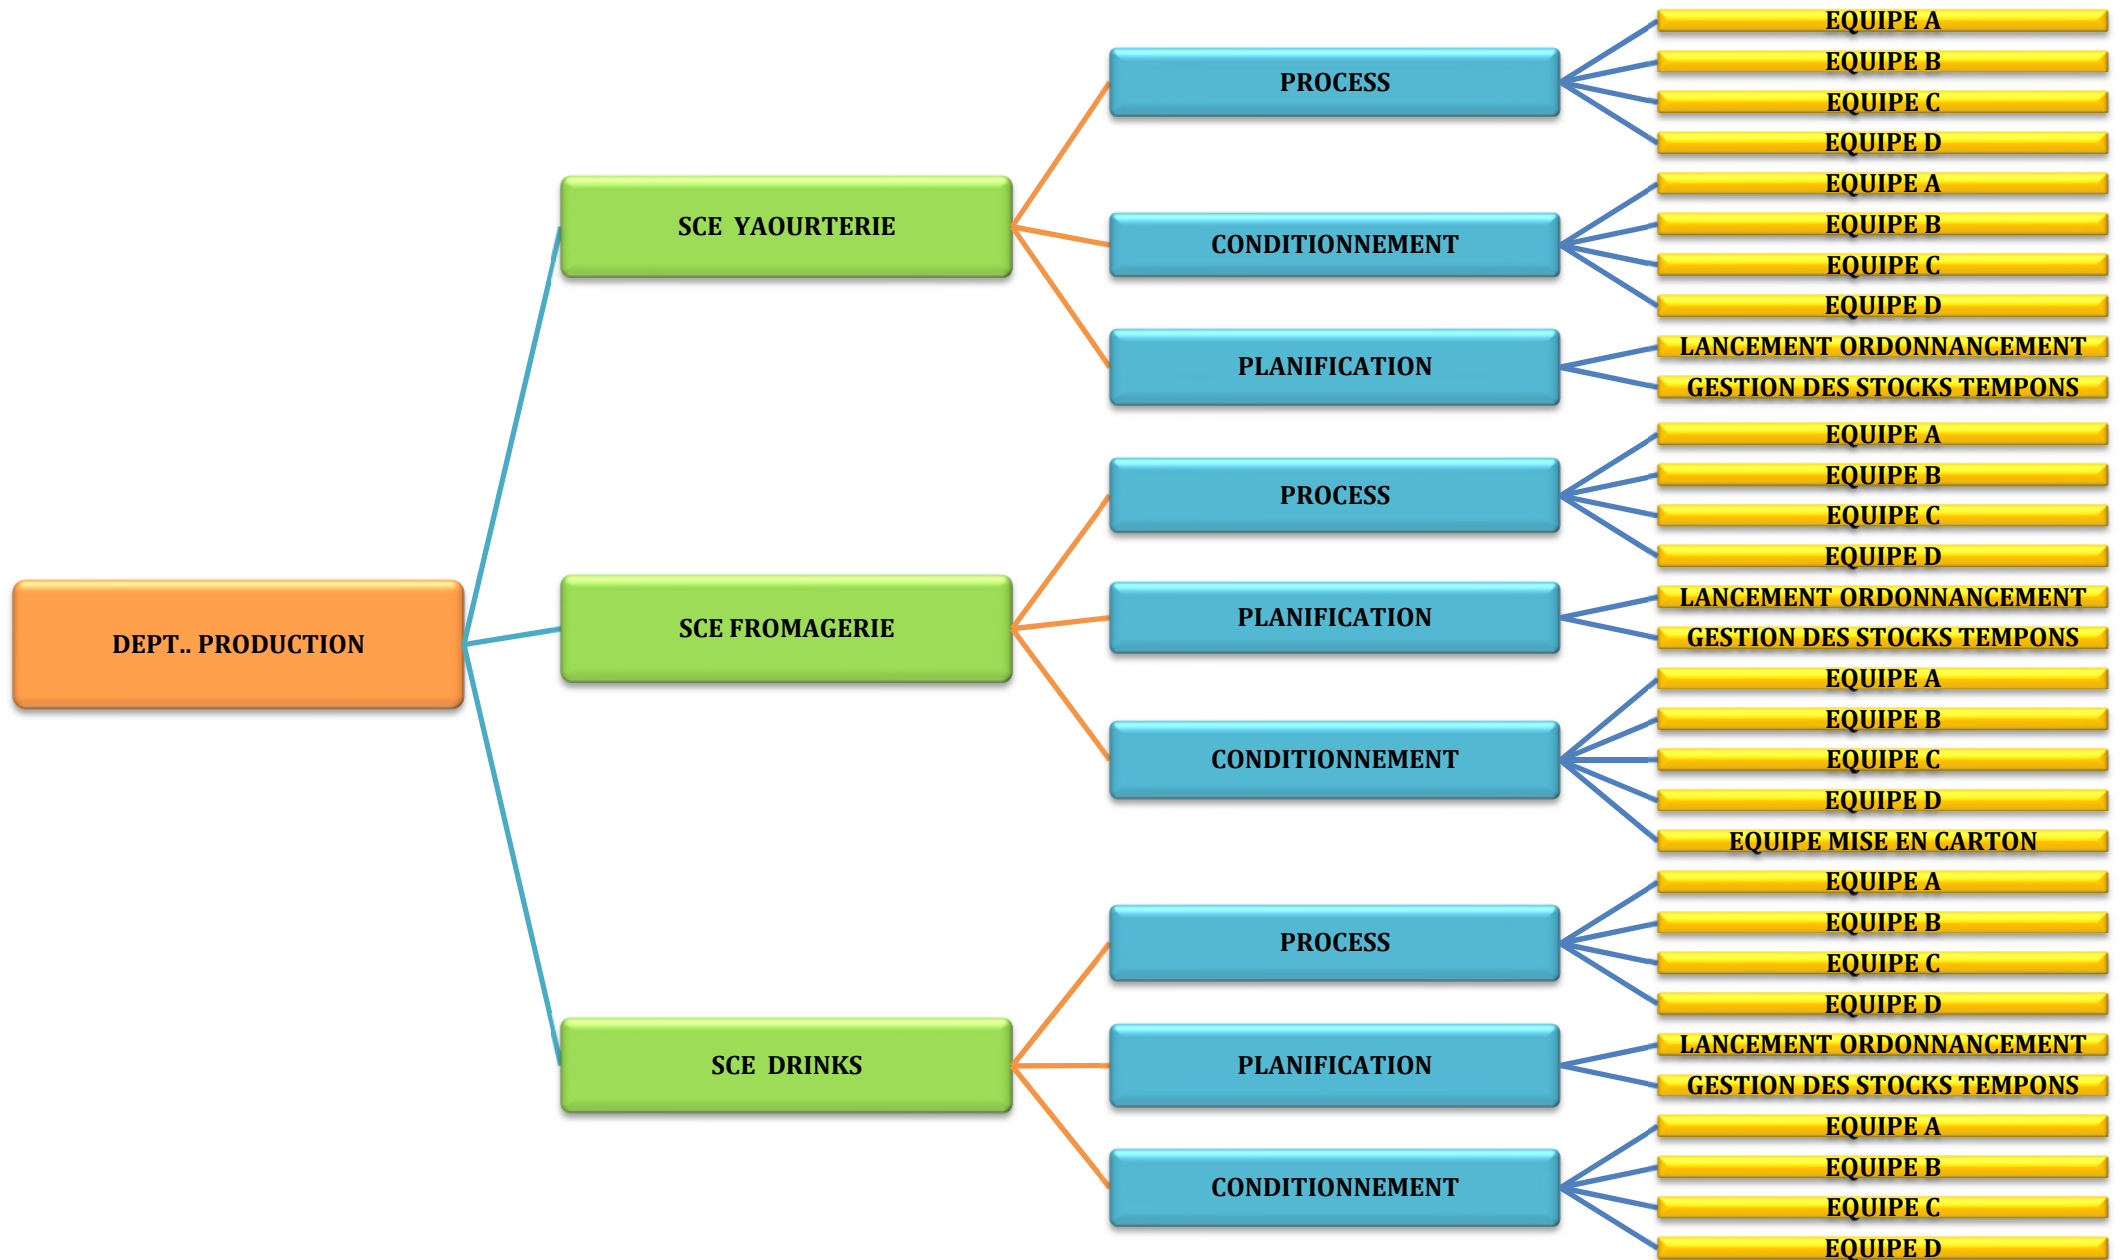 DEPT.. PRODUCTION
SCE YAOURTERIE
PROCESS
EQUIPE A
EQUIPE B
EQUIPE C
EQUIPE D
CONDITIONNEMENT
EQUIPE A
EQUIPE B
EQUIPE C
EQUIPE D
PLANIFICATION
LANCEMENT ORDONNANCEMENT
GESTION DES STOCKS TEMPONS
SCE FROMAGERIE
PROCESS
EQUIPE A
EQUIPE B
EQUIPE C
EQUIPE D
PLANIFICATION
LANCEMENT ORDONNANCEMENT
GESTION DES STOCKS TEMPONS
CONDITIONNEMENT
EQUIPE A
EQUIPE B
EQUIPE C
EQUIPE D
EQUIPE MISE EN CARTON
SCE DRINKS
PROCESS
EQUIPE A
EQUIPE B
EQUIPE C
EQUIPE D
PLANIFICATION
LANCEMENT ORDONNANCEMENT
GESTION DES STOCKS TEMPONS
CONDITIONNEMENT
EQUIPE A
EQUIPE B
EQUIPE C
EQUIPE D